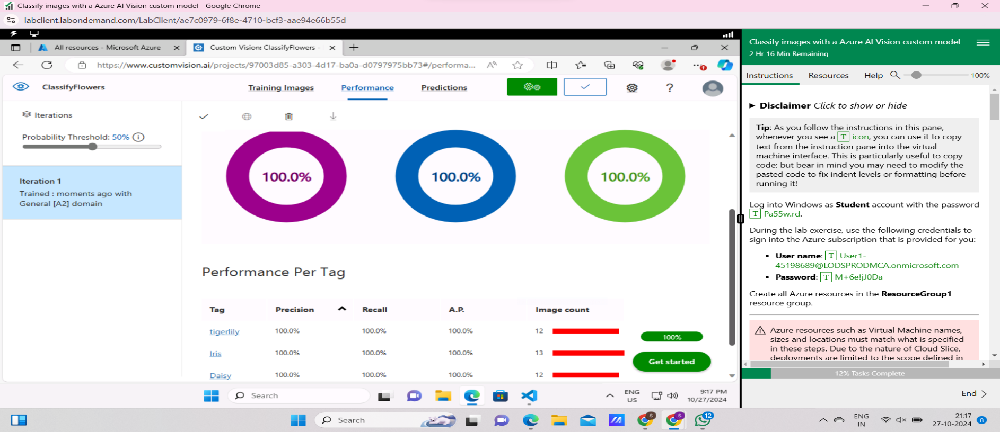 Classify images with a Azure AI Vision custom model - Google Chrome
labclient.labondemand.com/LabClient/ae7c0979-6f8e-4710-bcf3-aae94e66b55d
All resources - Microsoft Azure
Custom Vision: ClassifyFlowers -
https://www.customvision.ai/projects/97003d85-a303-4d17-ba0a-d0797975bb73#/performa...
ClassifyFlowers
Training Images
Performance
Predictions
?
Iterations
Probability Threshold: 50%
Iteration 1
Trained : moments ago with
General [A2] domain
100.0%
100.0%
100.0%
Performance Per Tag
Tag Precision Recall A.P. Image count
tigerlily 100.0% 100.0% 100.0% 12
Iris 100.0% 100.0% 100.0% 13
Daisy 100.0% 100.0% 100.0% 12
100%
Get started
Search
ENG
US
9:17 PM
10/27/2024
Classify images with a Azure AI Vision custom model
2 Hr 16 Min Remaining
Instructions Resources Help 100%
Disclaimer Click to show or hide
Tip: As you follow the instructions in this pane,
whenever you see a T icon, you can use it to copy
text from the instruction pane into the virtual
machine interface. This is particularly useful to copy
code; but bear in mind you may need to modify the
pasted code to fix indent levels or formatting before
running it!
Log into Windows as Student account with the password
T Pa55w.rd.
During the lab exercise, use the following credentials to
sign into the Azure subscription that is provided for you:
• User name: T User1-
45198689@LODSPRODMCA.onmicrosoft.com
• Password: T M+6e!jJ0Da
Create all Azure resources in the ResourceGroup1
resource group.
Azure resources such as Virtual Machine names,
sizes and locations must match what is specified
in these steps. Due to the nature of Cloud Slice,
deployments are limited to the scope defined in
12% Tasks Complete
End
Search
S
S
12
ENG
IN
21:17
27-10-2024
8